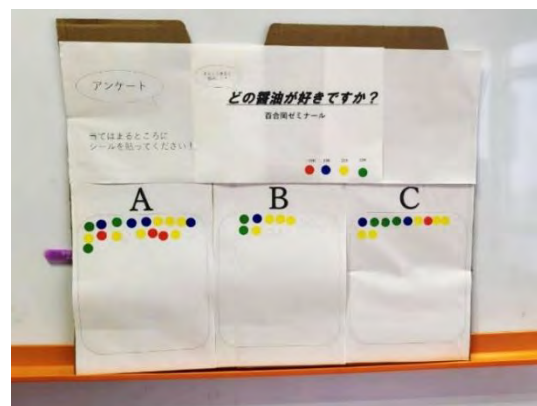 アンケート
どの醤油が好きですか？
百合岡ゼミナール
当てはまるところに
シールを貼ってください！
A
B
C